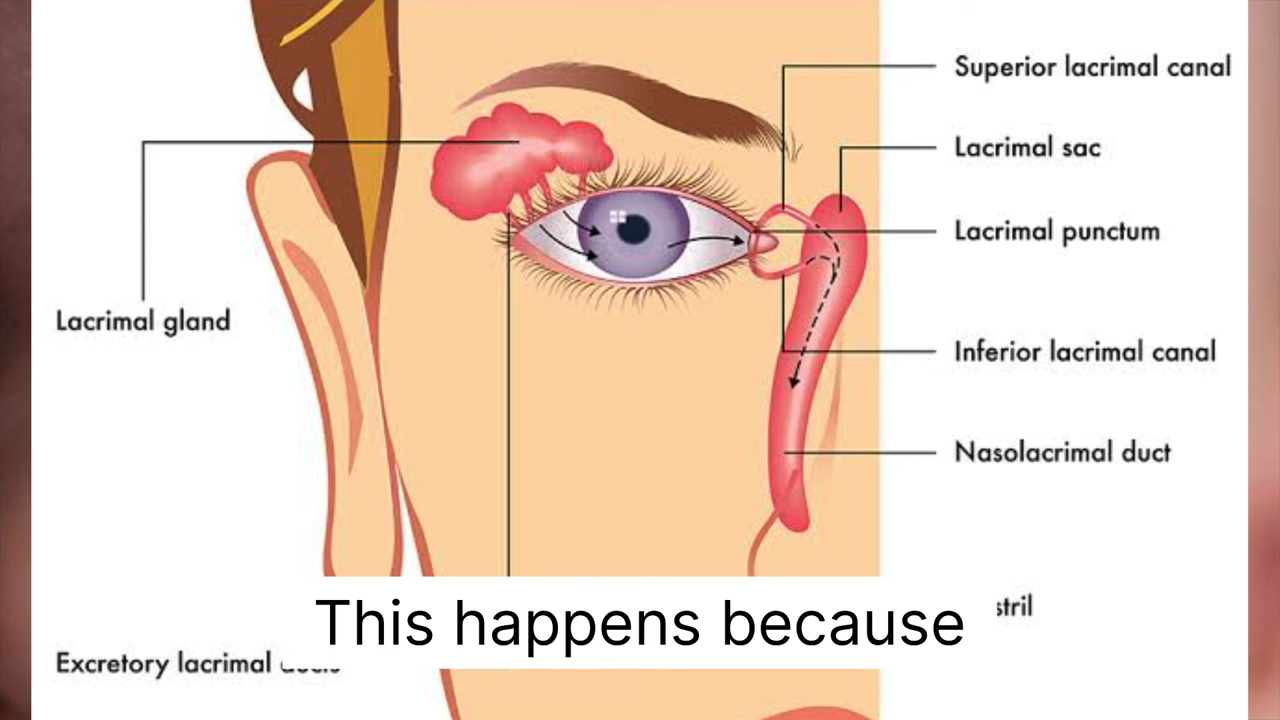 Superior lacrimal canal
Lacrimal sac
Lacrimal punctum
Lacrimal gland
Inferior lacrimal canal
Nasolacrimal duct
This happens because
Excretory lacrimal